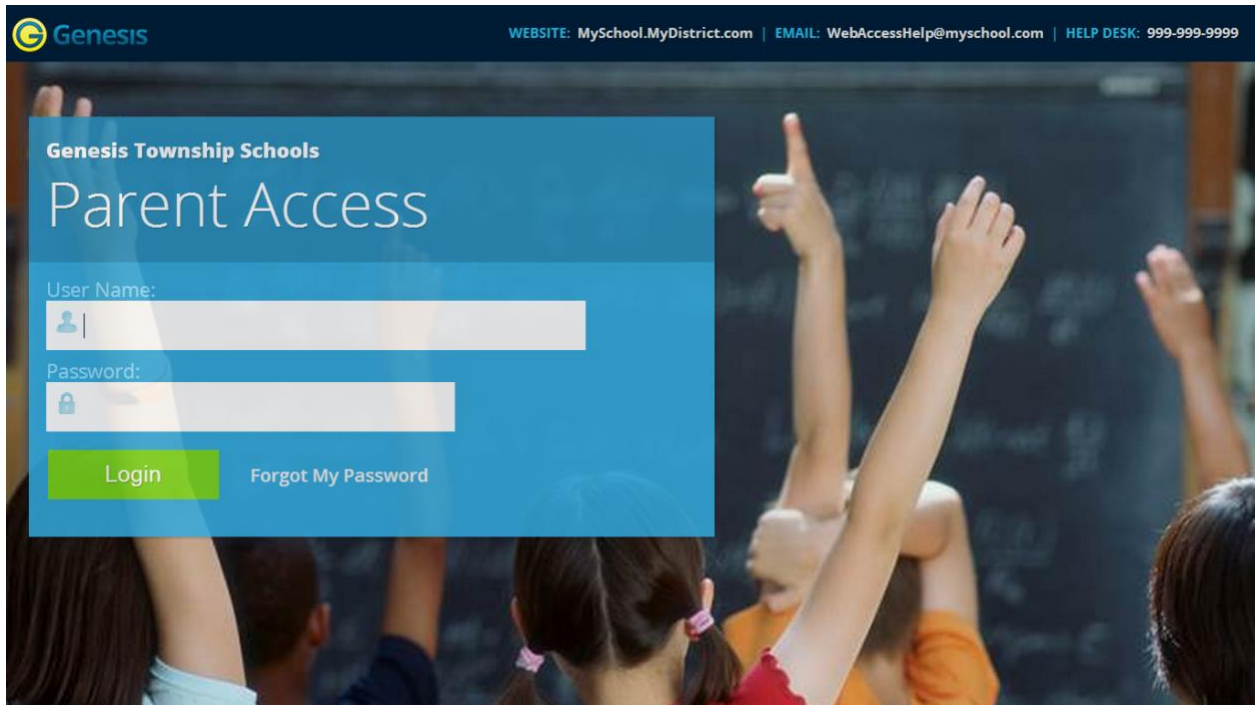 Genesis
WEBSITE: MySchool.MyDistrict.com | EMAIL: WebAccessHelp@myschool.com | HELP DESK: 999-999-9999
Genesis Township Schools
Parent Access
User Name:
Password:
Login Forgot My Password